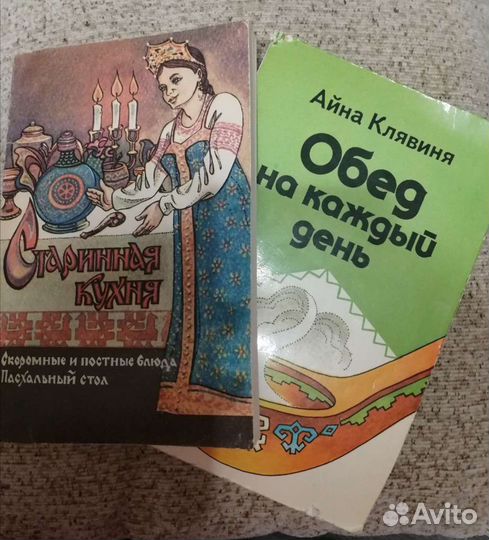 Старинная
кухня
Скоромные и постные блюда
Пасхальный стол
Айна Клявиня
Обед
на каждый
день
Avito